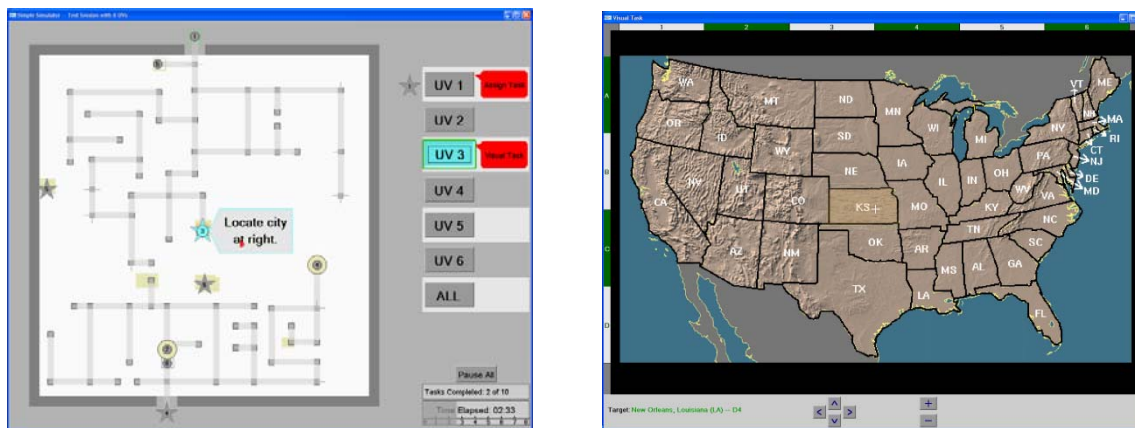 Simple Simulator - Test Session with 6 UVs
UV 1
Assign Task
UV 2
UV 3
Visual Task
UV 4
UV 5
UV 6
ALL
3
Locate city
at right.
Pause All
Tasks Completed: 2 of 10
Time Elapsed: 02:33
Visual Task
1 2 3 4 5 6
A
B
C
D
WA
MT
ND
MN
VT
ME
OR
ID
SD
WI
MI
NY
MA
RI
WY
CT
NJ
IA
NE
PA
DE
MD
NV
UT
CO
IL
IN
OH
WV
VA
CA
KS
MO
KY
NC
TN
AZ
NM
OK
AR
SC
MS
AL
GA
TX
LA
FL
Target: New Orleans, Louisiana (LA) -- D4
< ^ v >
+
−